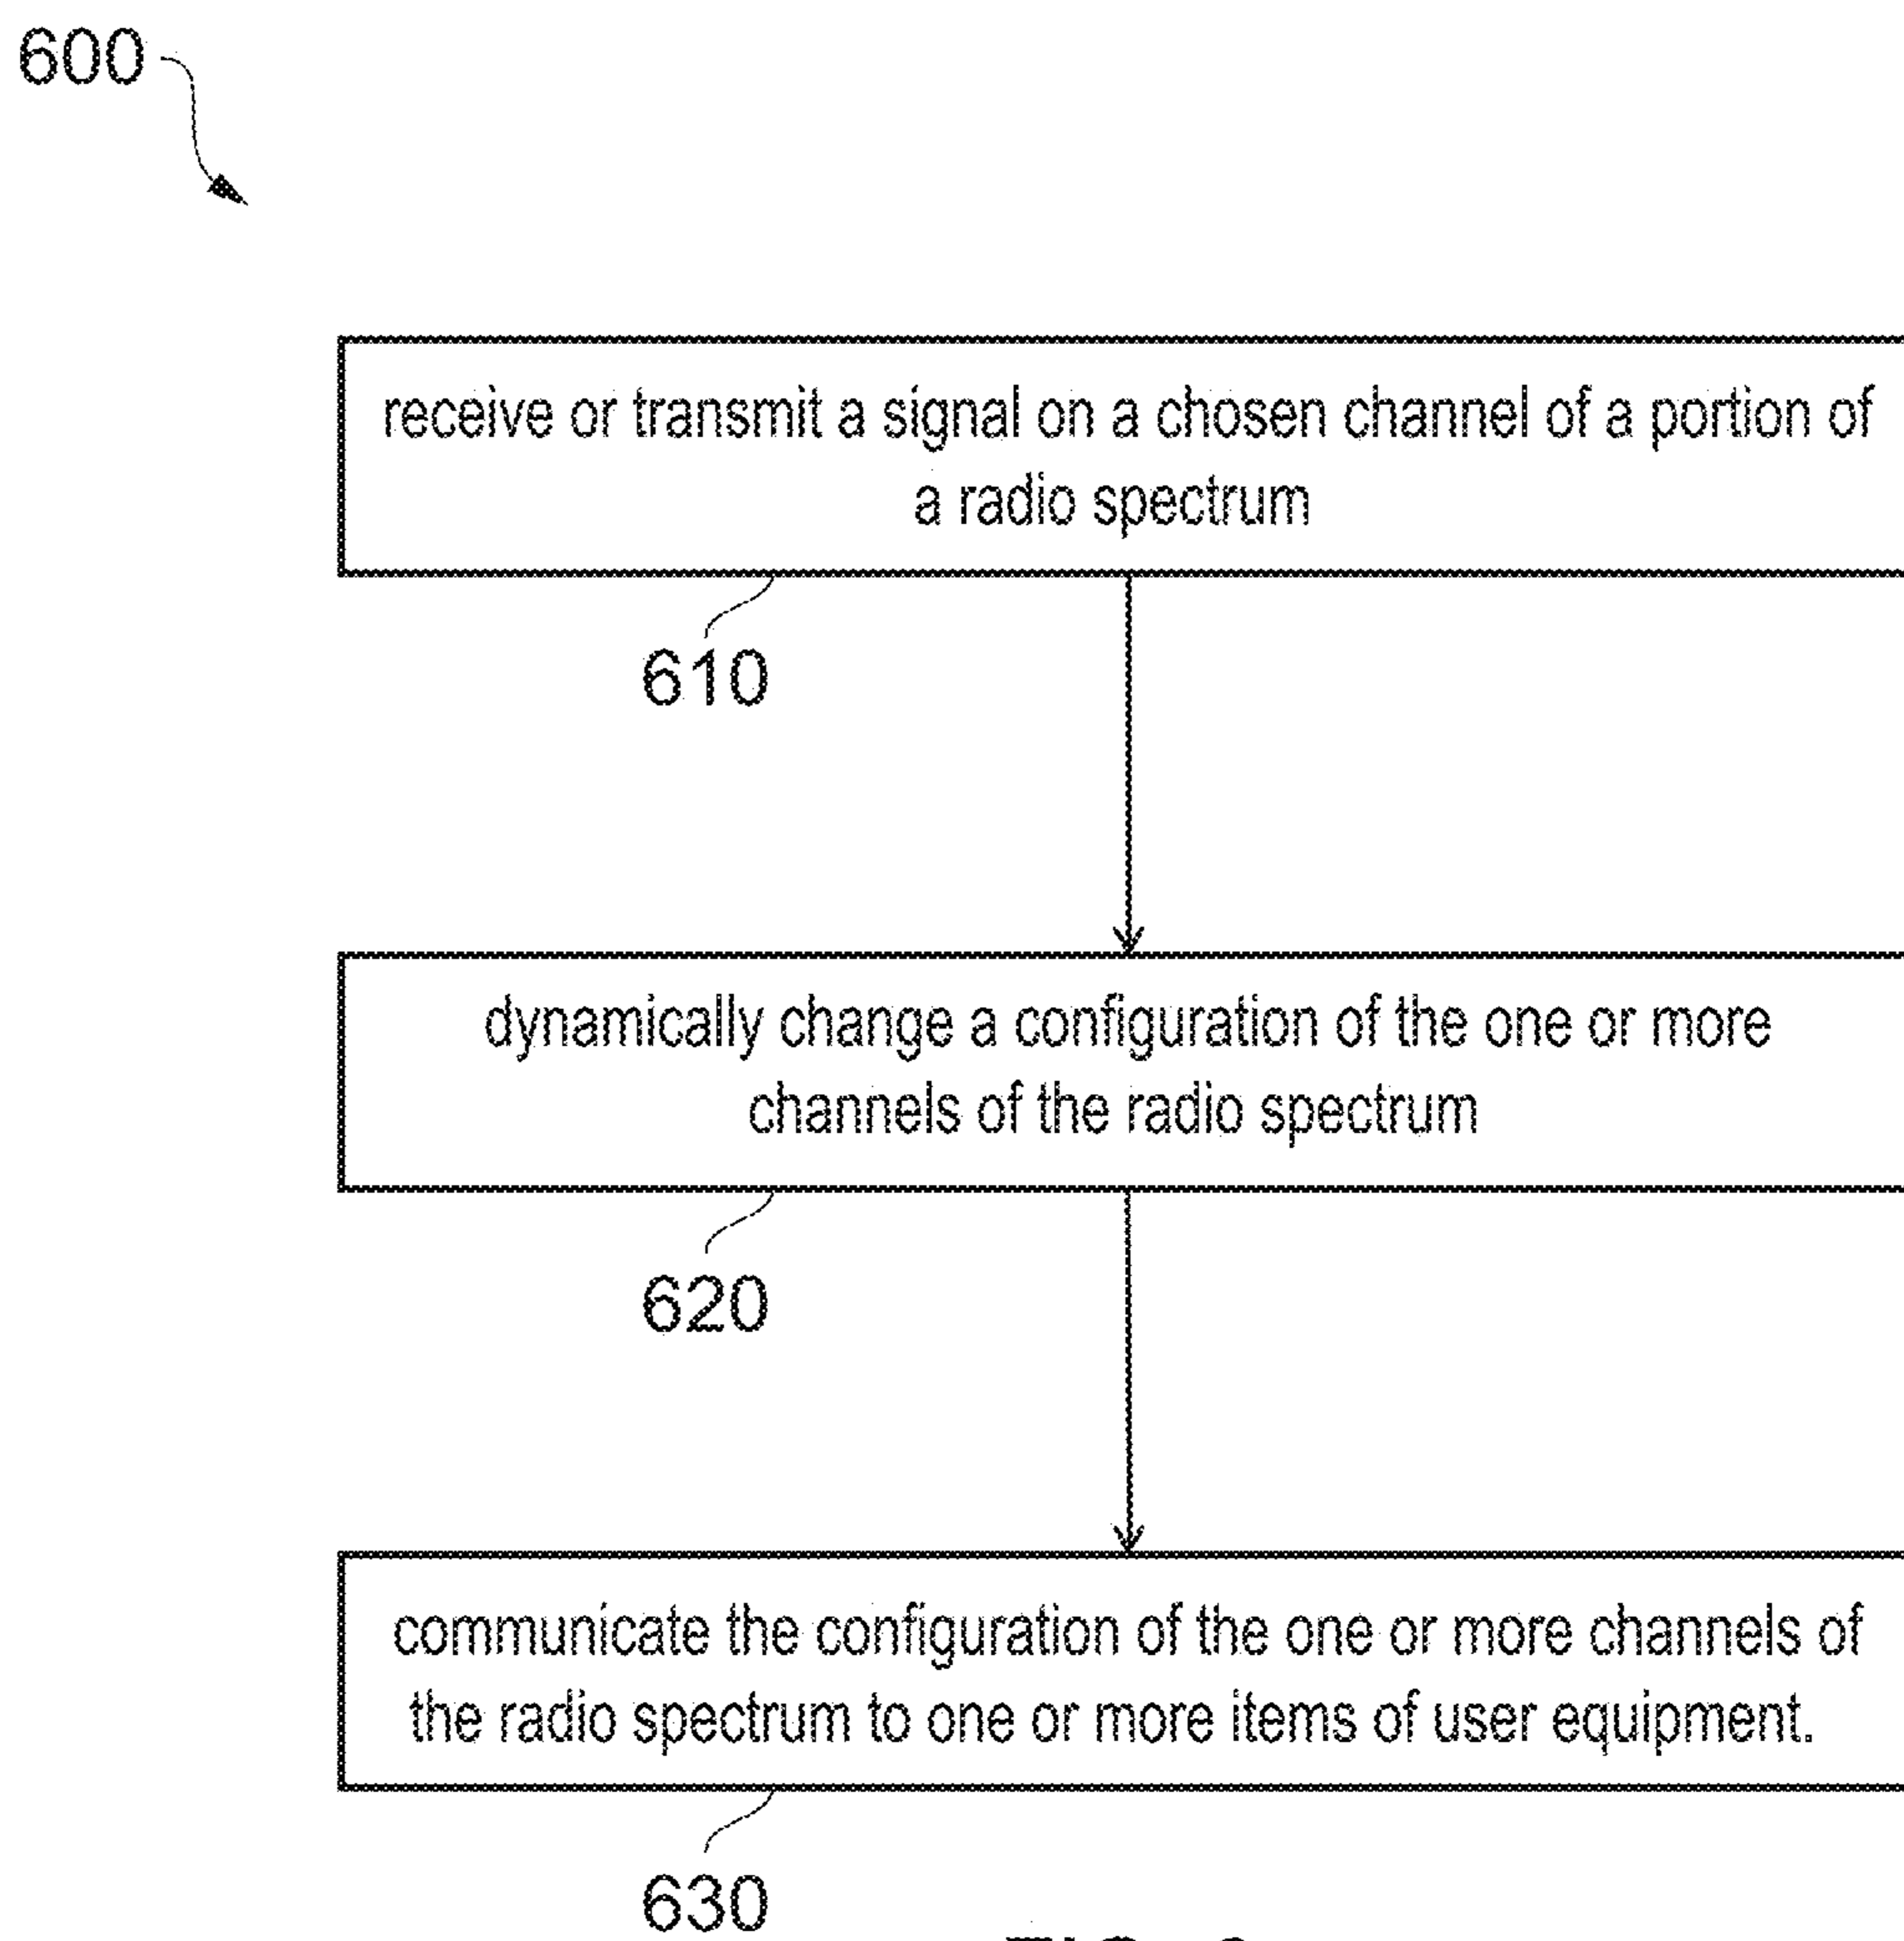 600
receive or transmit a signal on a chosen channel of a portion of
a radio spectrum
610
dynamically change a configuration of the one or more
channels of the radio spectrum
620
communicate the configuration of the one or more channels of
the radio spectrum to one or more items of user equipment.
630